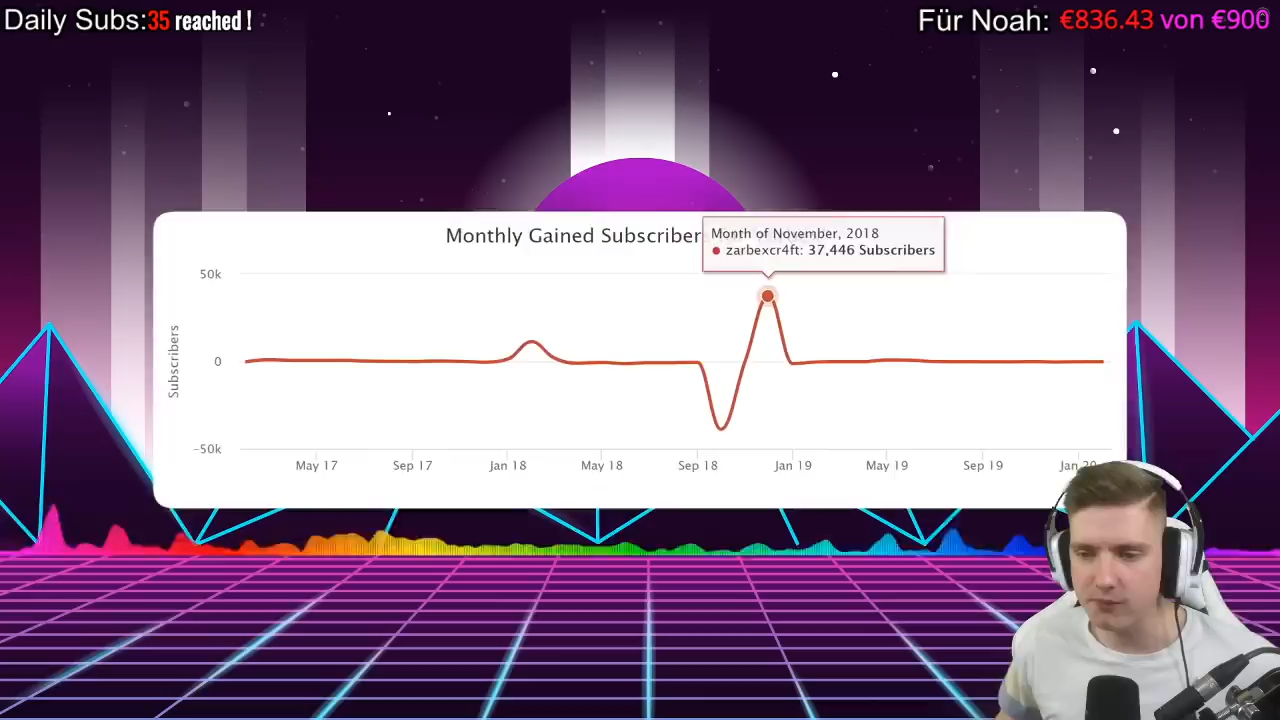 Daily Subs:35 reached!
Für Noah: €836.43 von €900
Monthly Gained Subscriber
Month of November, 2018
● zarbexcr4ft: 37,446 Subscribers
50k
0
-50k
Subscribers
May 17 Sep 17 Jan 18 May 18 Sep 18 Jan 19 May 19 Sep 19 Jan 20